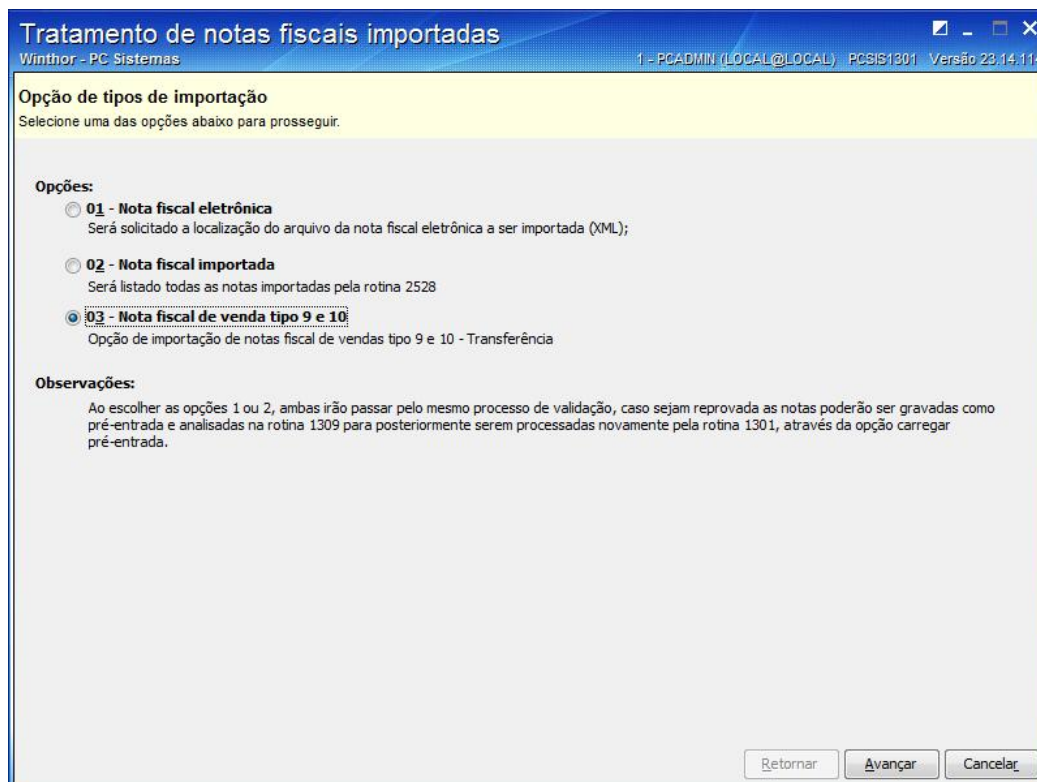 Tratamento de notas fiscais importadas
Winthor - PC Sistemas
1 - PCADMIN (LOCAL@LOCAL) PCSIS1301 Versão 23.14.114
Opção de tipos de importação
Selecione uma das opções abaixo para prosseguir.
Opções:
01 - Nota fiscal eletrônica
Será solicitado a localização do arquivo da nota fiscal eletrônica a ser importada (XML);
02 - Nota fiscal importada
Será listado todas as notas importadas pela rotina 2528
03 - Nota fiscal de venda tipo 9 e 10
Opção de importação de notas fiscal de vendas tipo 9 e 10 - Transferência
Observações:
Ao escolher as opções 1 ou 2, ambas irão passar pelo mesmo processo de validação, caso sejam reprovada as notas poderão ser gravadas como
pré-entrada e analisadas na rotina 1309 para posteriormente serem processadas novamente pela rotina 1301, através da opção carregar
pré-entrada.
Retornar Avançar Cancelar